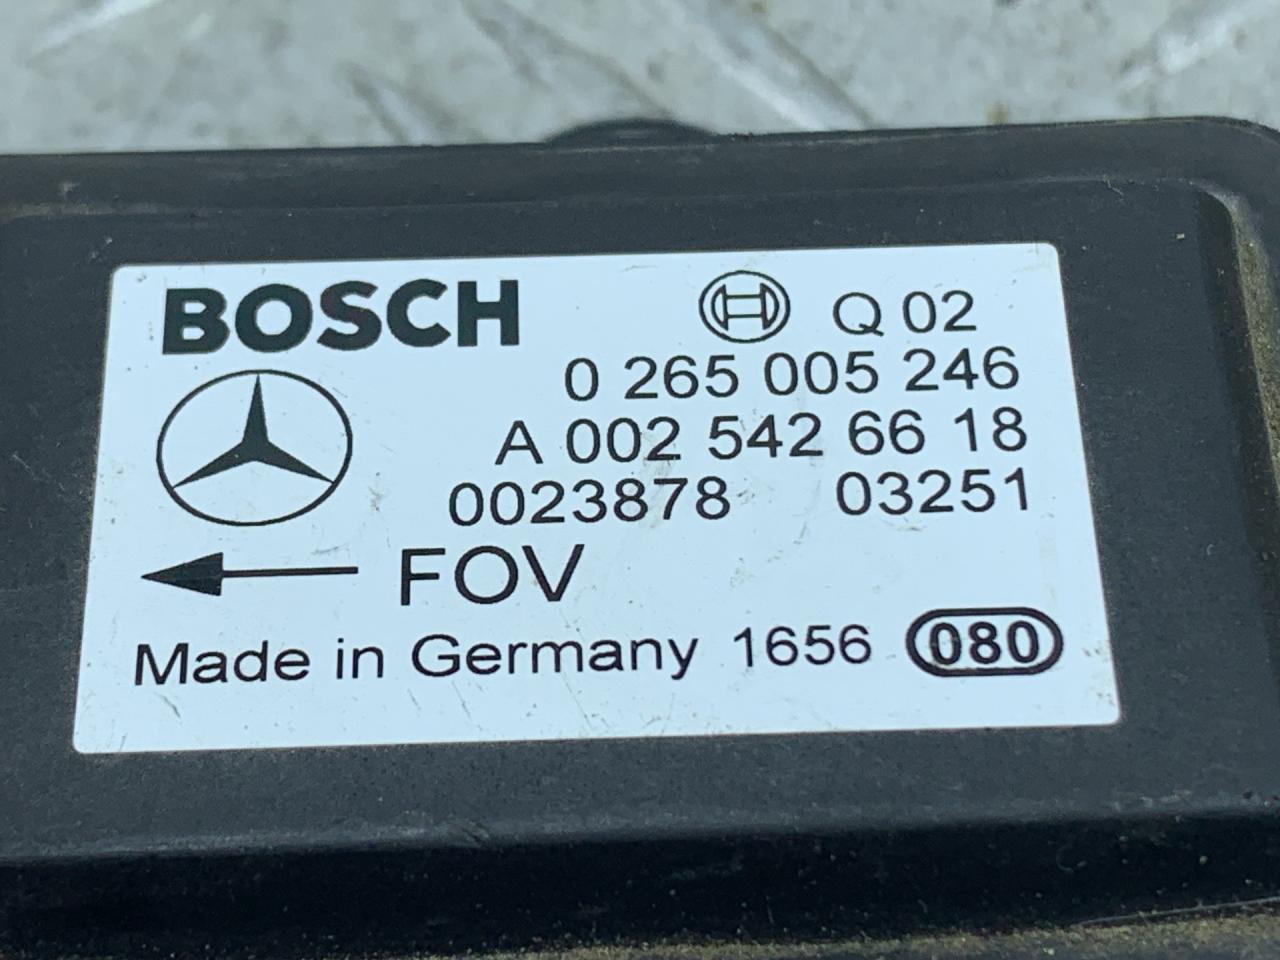 BOSCH Q 02
0 265 005 246
A 002 542 66 18
0023878 03251
FOV
Made in Germany 1656 080